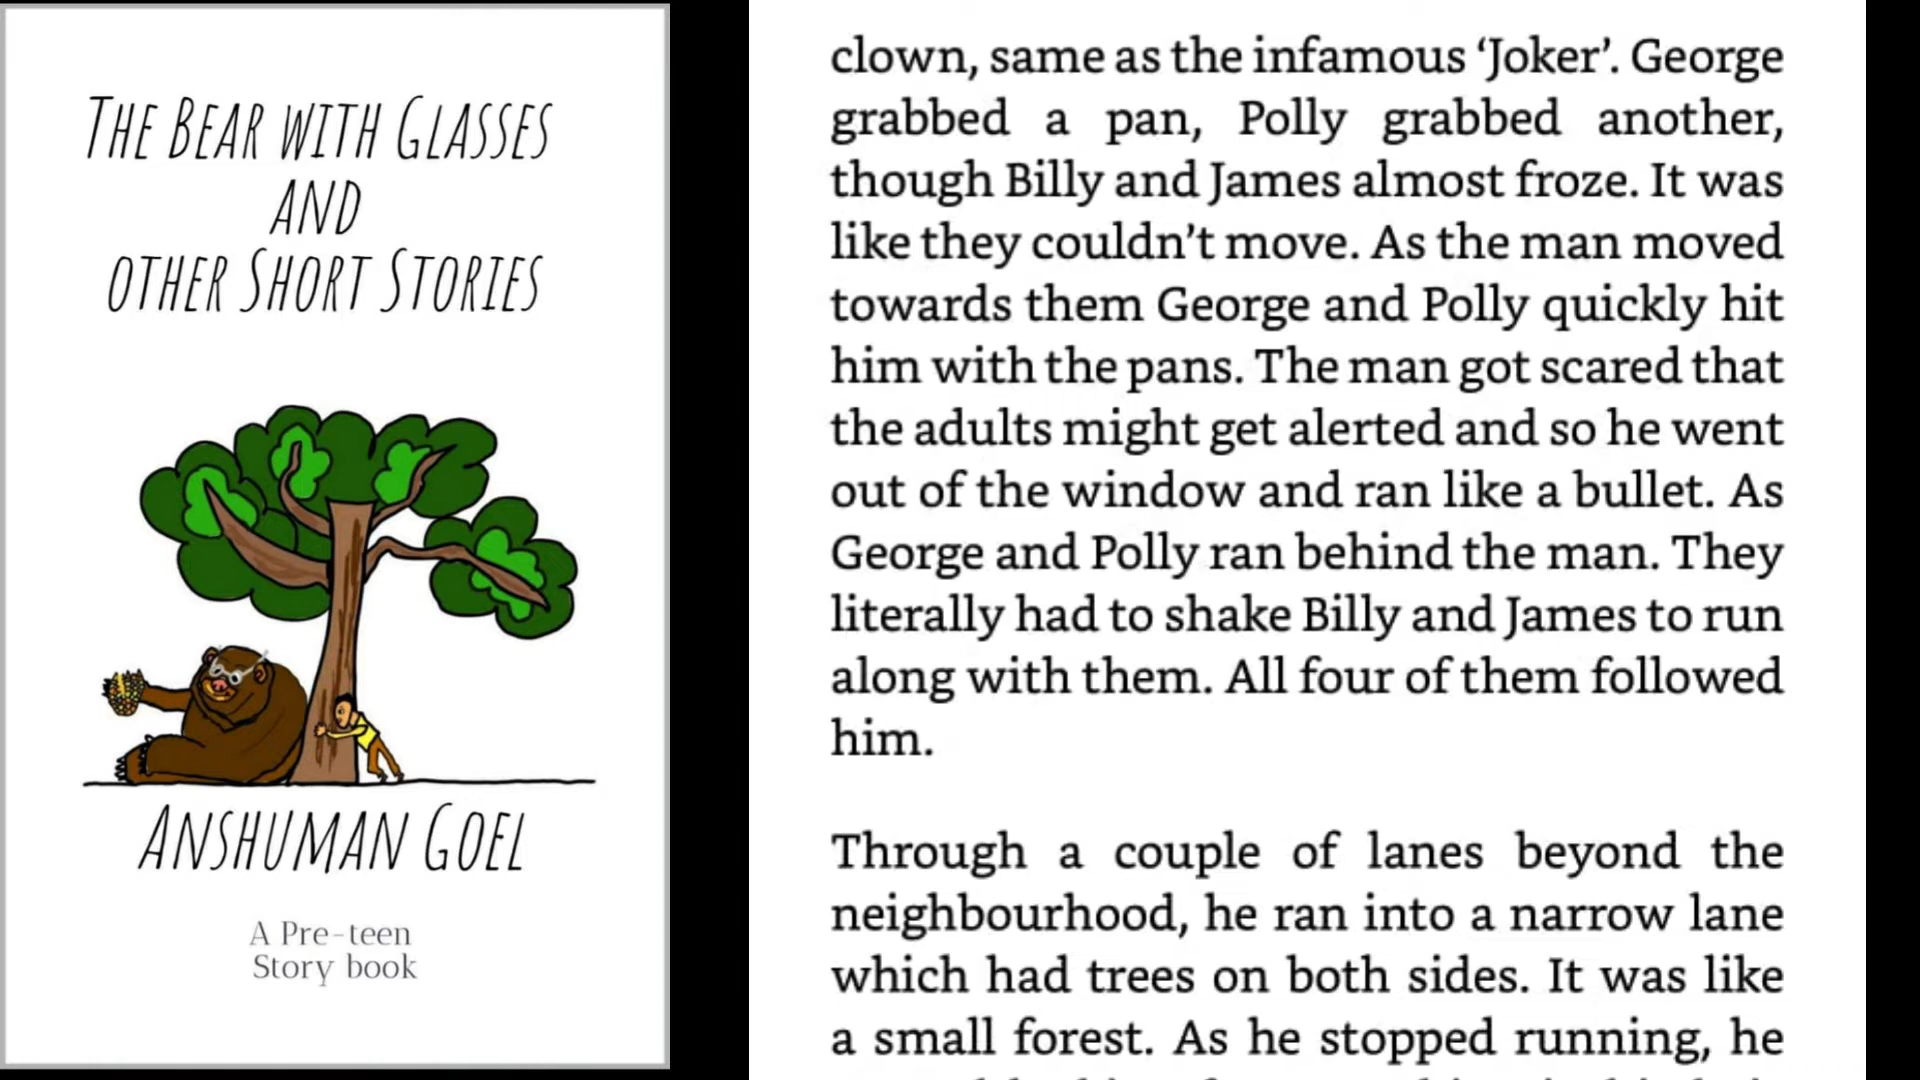 THE BEAR WITH GLASSES
AND
OTHER SHORT STORIES
ANSHUMAN GOEL
A Pre-teen
Story book
clown, same as the infamous ‘Joker’. George
grabbed a pan, Polly grabbed another,
though Billy and James almost froze. It was
like they couldn’t move. As the man moved
towards them George and Polly quickly hit
him with the pans. The man got scared that
the adults might get alerted and so he went
out of the window and ran like a bullet. As
George and Polly ran behind the man. They
literally had to shake Billy and James to run
along with them. All four of them followed
him.
Through a couple of lanes beyond the
neighbourhood, he ran into a narrow lane
which had trees on both sides. It was like
a small forest. As he stopped running, he